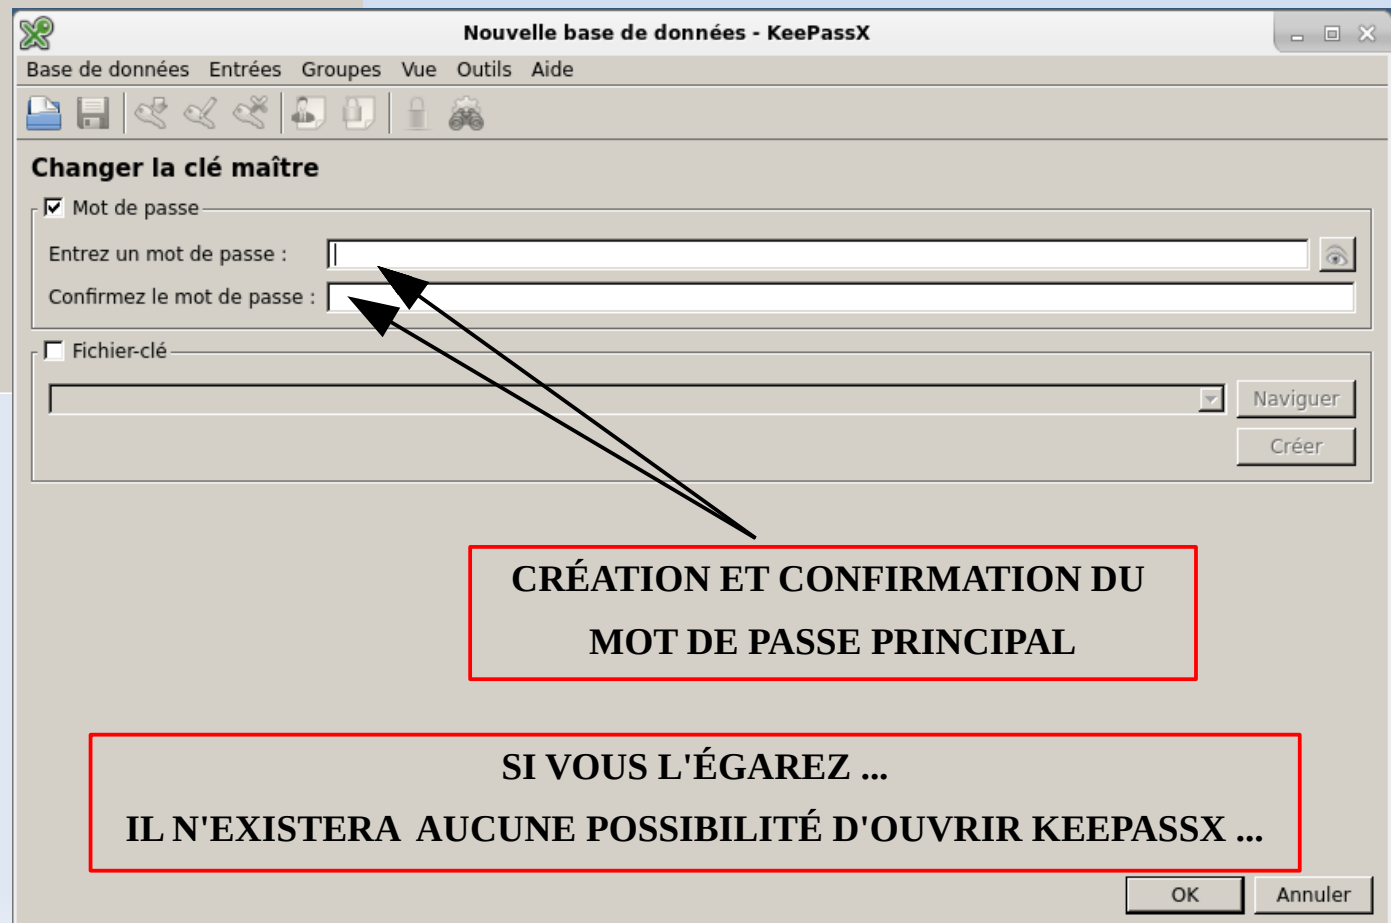 Nouvelle base de données - KeePassX
Base de données Entrées Groupes Vue Outils Aide
Changer la clé maître
Mot de passe
Entrez un mot de passe :
Confirmez le mot de passe :
Fichier-clé
Naviguer
Créer
CRÉATION ET CONFIRMATION DU
MOT DE PASSE PRINCIPAL
SI VOUS L'ÉGAREZ ...
IL N'EXISTERA AUCUNE POSSIBILITÉ D'OUVRIR KEEPASSX ...
OK Annuler